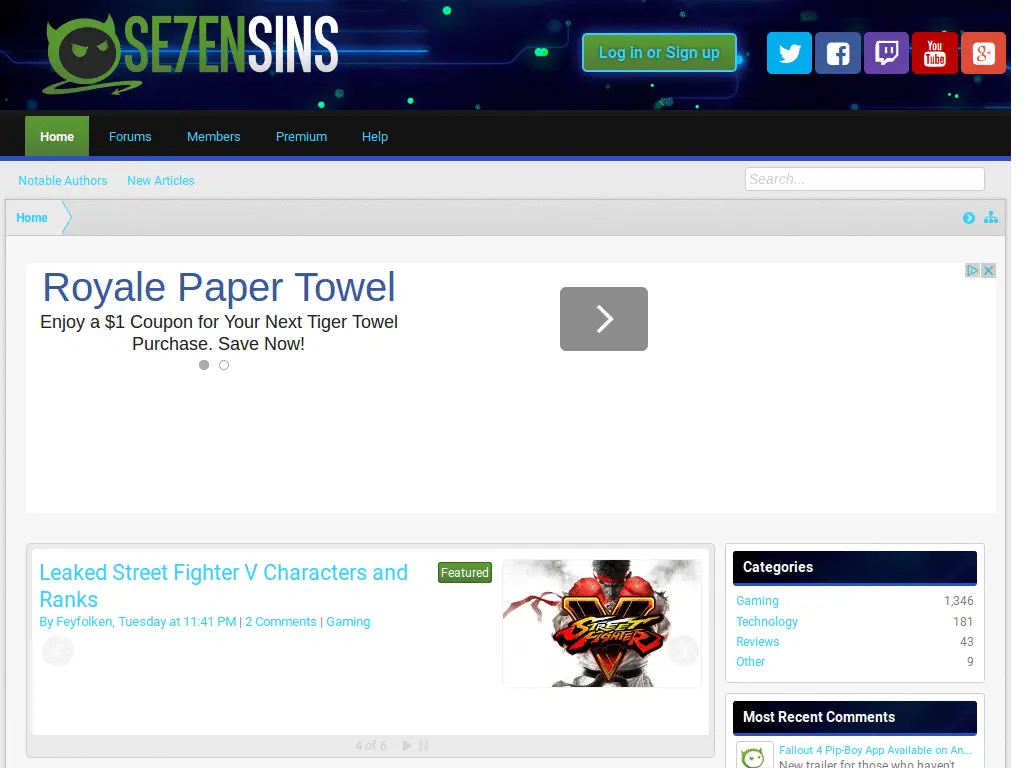 SE7ENSINS
Log in or Sign up
You
Tube
g+
Home
Forums
Members
Premium
Help
Notable Authors
New Articles
Search...
Home
Royale Paper Towel
Enjoy a $1 Coupon for Your Next Tiger Towel
Purchase. Save Now!
Leaked Street Fighter V Characters and
Ranks
Featured
By Feyfolken, Tuesday at 11:41 PM | 2 Comments | Gaming
V
STREET
FIGHTER
4 of 6
Categories
Gaming 1,346
Technology 181
Reviews 43
Other 9
Most Recent Comments
Fallout 4 Pip-Boy App Available on An...
New trailer for those who haven't